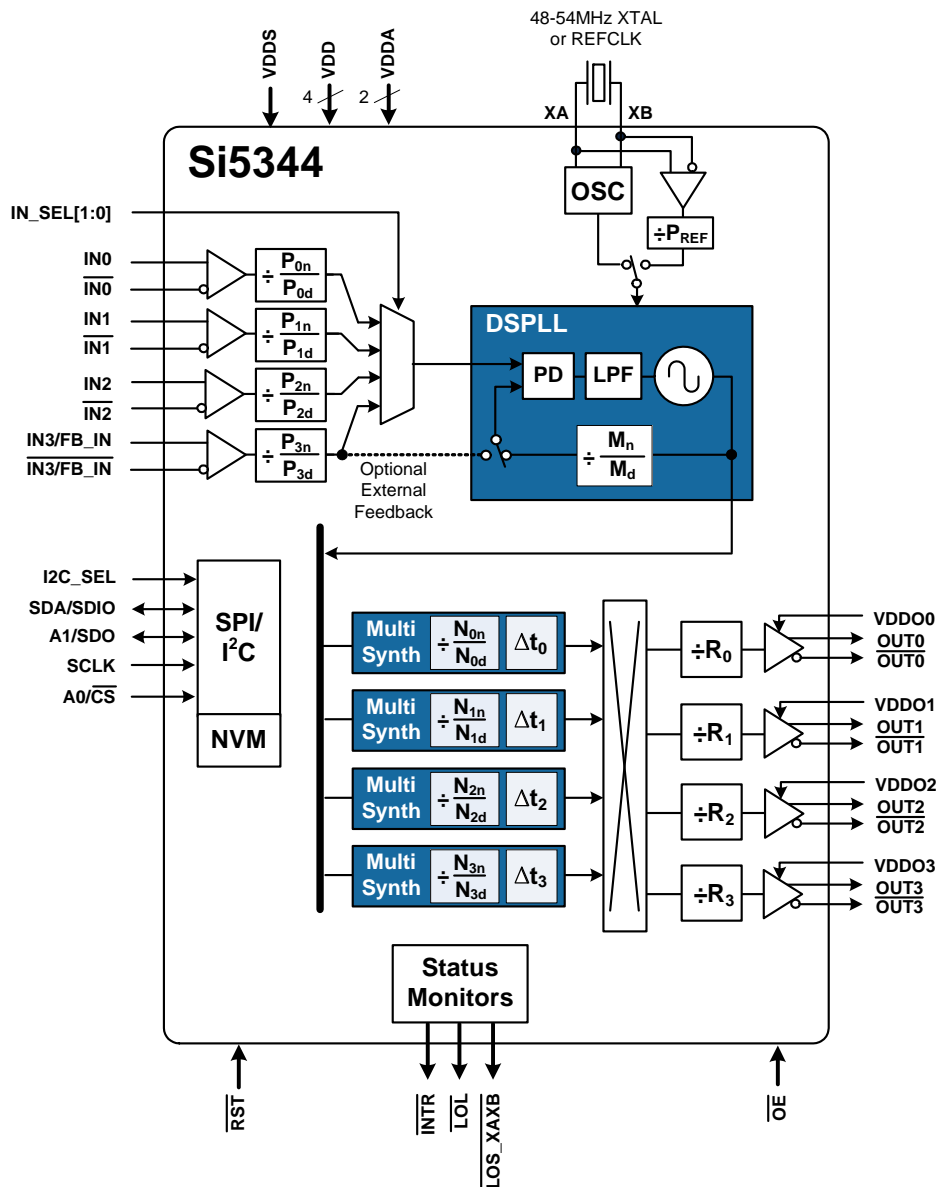 48-54MHz XTAL
or REFCLK
VDDS
VDD
VDDA
4
2
XA
XB
Si5344
OSC
÷PREF
IN_SEL[1:0]
IN0
IN0
÷ P0n
P0d
IN1
IN1
÷ P1n
P1d
IN2
IN2
÷ P2n
P2d
IN3/FB_IN
IN3/FB_IN
÷ P3n
P3d
DSPLL
PD
LPF
÷ Mn
Md
Optional
External
Feedback
I2C_SEL
SDA/SDIO
A1/SDO
SCLK
A0/CS
SPI/
I²C
NVM
Multi
Synth
÷ N0n
N0d
Δt0
÷R0
VDDO0
OUT0
OUT0
Multi
Synth
÷ N1n
N1d
Δt1
÷R1
VDDO1
OUT1
OUT1
Multi
Synth
÷ N2n
N2d
Δt2
÷R2
VDDO2
OUT2
OUT2
Multi
Synth
÷ N3n
N3d
Δt3
÷R3
VDDO3
OUT3
OUT3
Status
Monitors
RST
INTR
LOL
LOS_XAXB
OE